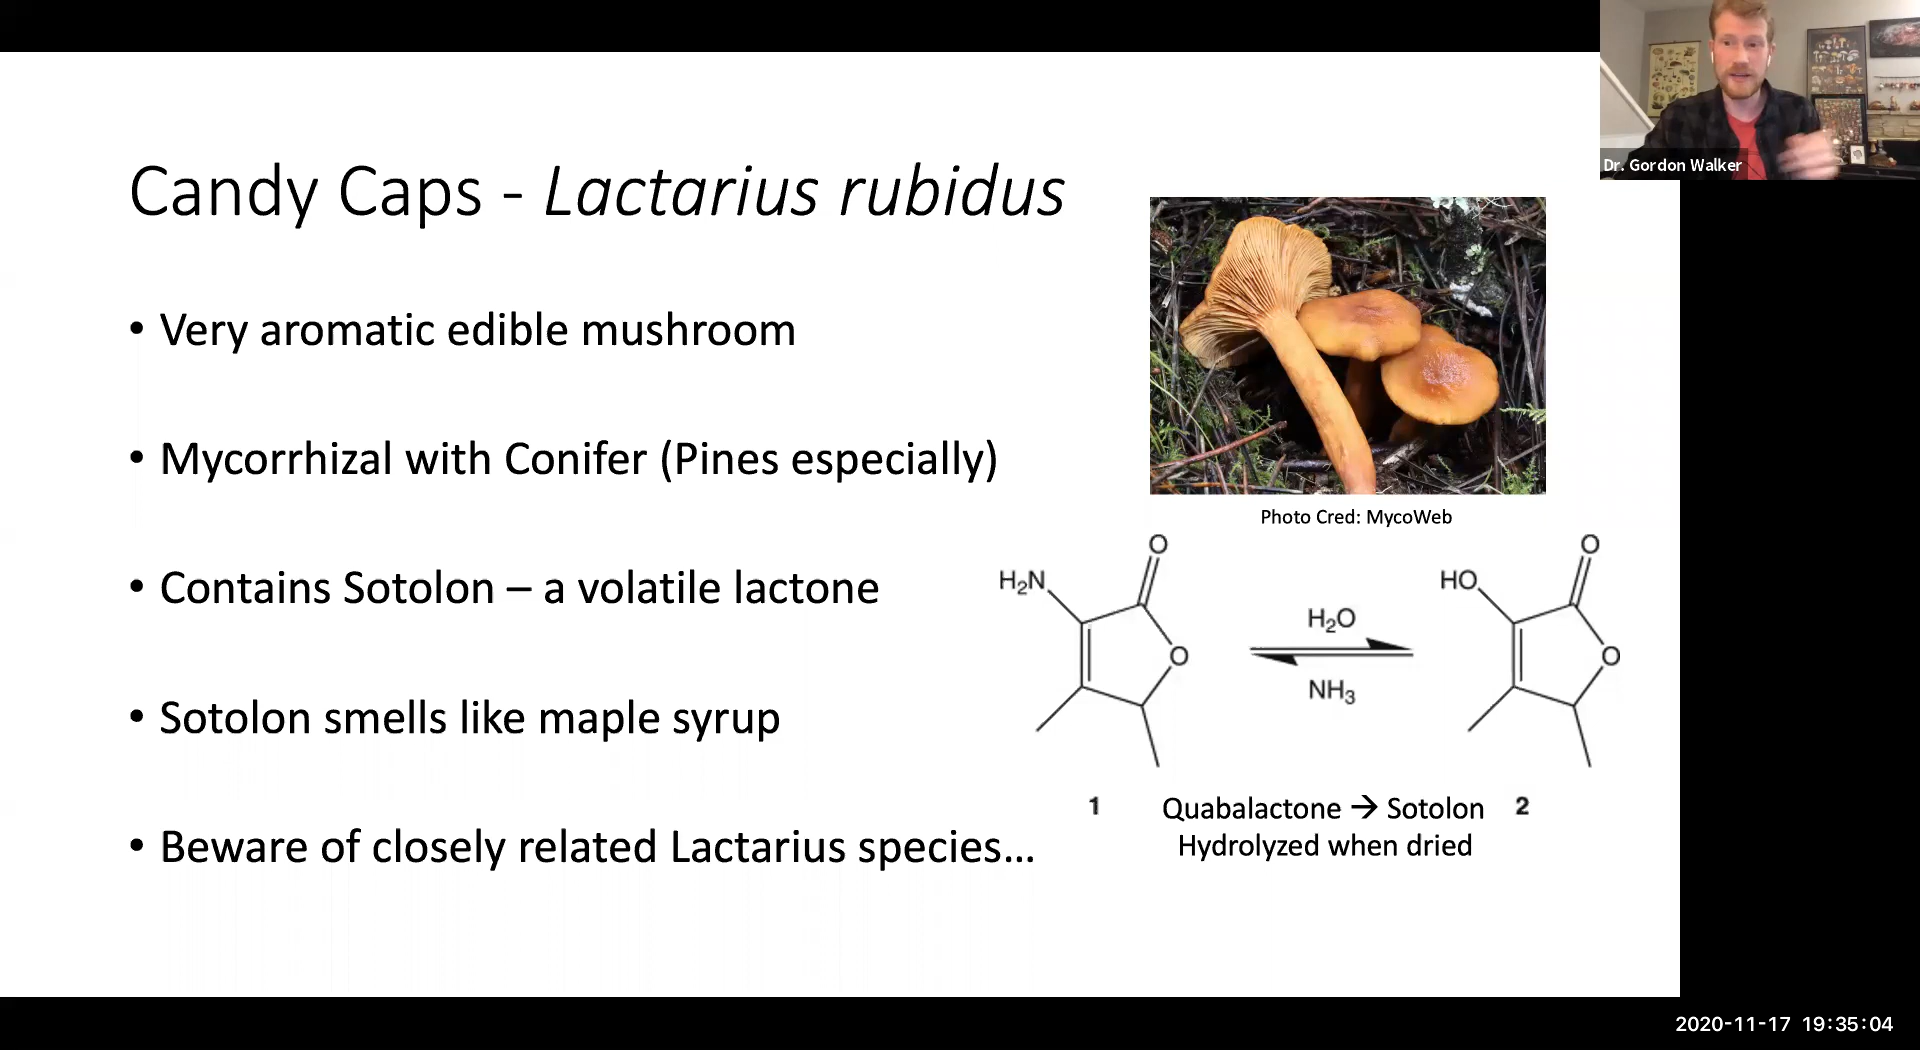 Dr. Gordon Walker
Candy Caps - Lactarius rubidus
• Very aromatic edible mushroom
• Mycorrhizal with Conifer (Pines especially)
• Contains Sotolon – a volatile lactone
• Sotolon smells like maple syrup
• Beware of closely related Lactarius species...
Photo Cred: MycoWeb
O
H₂N
O
H₂O
NH₃
O
HO
O
1
Quabalactone → Sotolon
2
Hydrolyzed when dried
2020-11-17 19:35:04